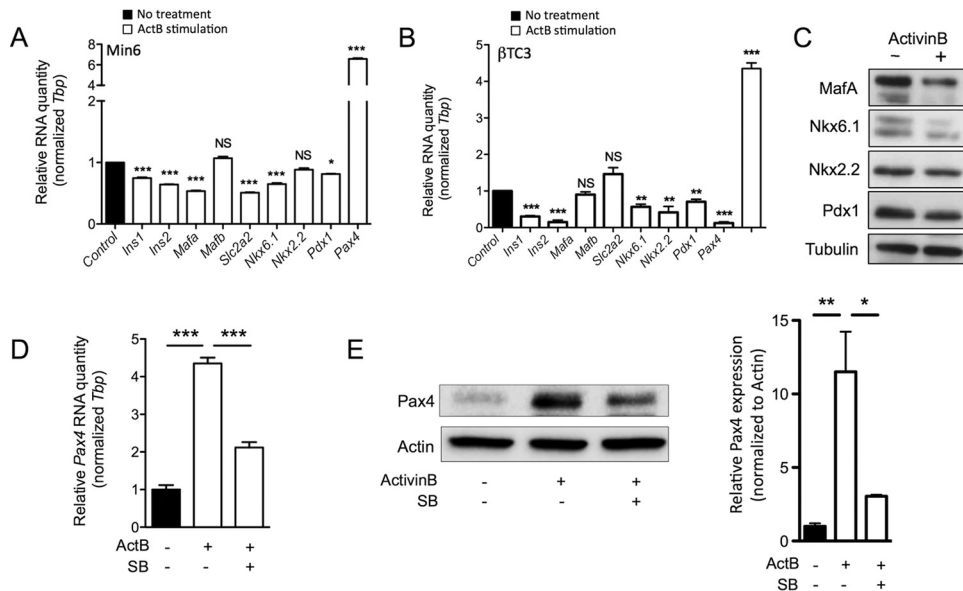 A
No treatment
ActB stimulation
Min6
Relative RNA quantity
(normalized Tbp)
8
6
4
2
2
1
0
***
***
***
NS
***
***
NS
*
***
Control
Ins1
Ins2
Mafa
Mafb
Slc2a2
Nkx6.1
Nkx2.2
Pdx1
Pax4
B
No treatment
ActB stimulation
βTC3
Relative RNA quantity
(normalized Tbp)
5
4
3
2
1
0
***
***
NS
NS
**
**
**
***
***
Control
Ins1
Ins2
Mafa
Mafb
Slc2a2
Nkx6.1
Nkx2.2
Pdx1
Pax4
C
ActivinB
− +
MafA
Nkx6.1
Nkx2.2
Pdx1
Tubulin
D
Relative Pax4 RNA quantity
(normalized Tbp)
5
4
3
2
1
0
*** ***
ActB - + +
SB - - +
E
Pax4
Actin
ActivinB - + +
SB - - +
Relative Pax4 expression
(normalized to Actin)
15
10
5
0
** *
ActB - + +
SB - - +